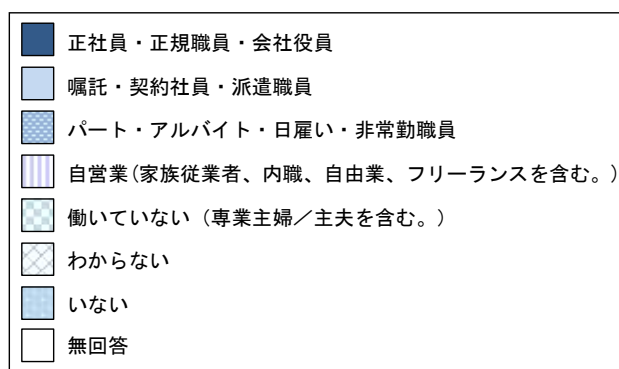 正社員・正規職員・会社役員
嘱託・契約社員・派遣職員
パート・アルバイト・日雇い・非常勤職員
自営業(家族従業者、内職、自由業、フリーランスを含む。)
働いていない（専業主婦／主夫を含む。）
わからない
いない
無回答